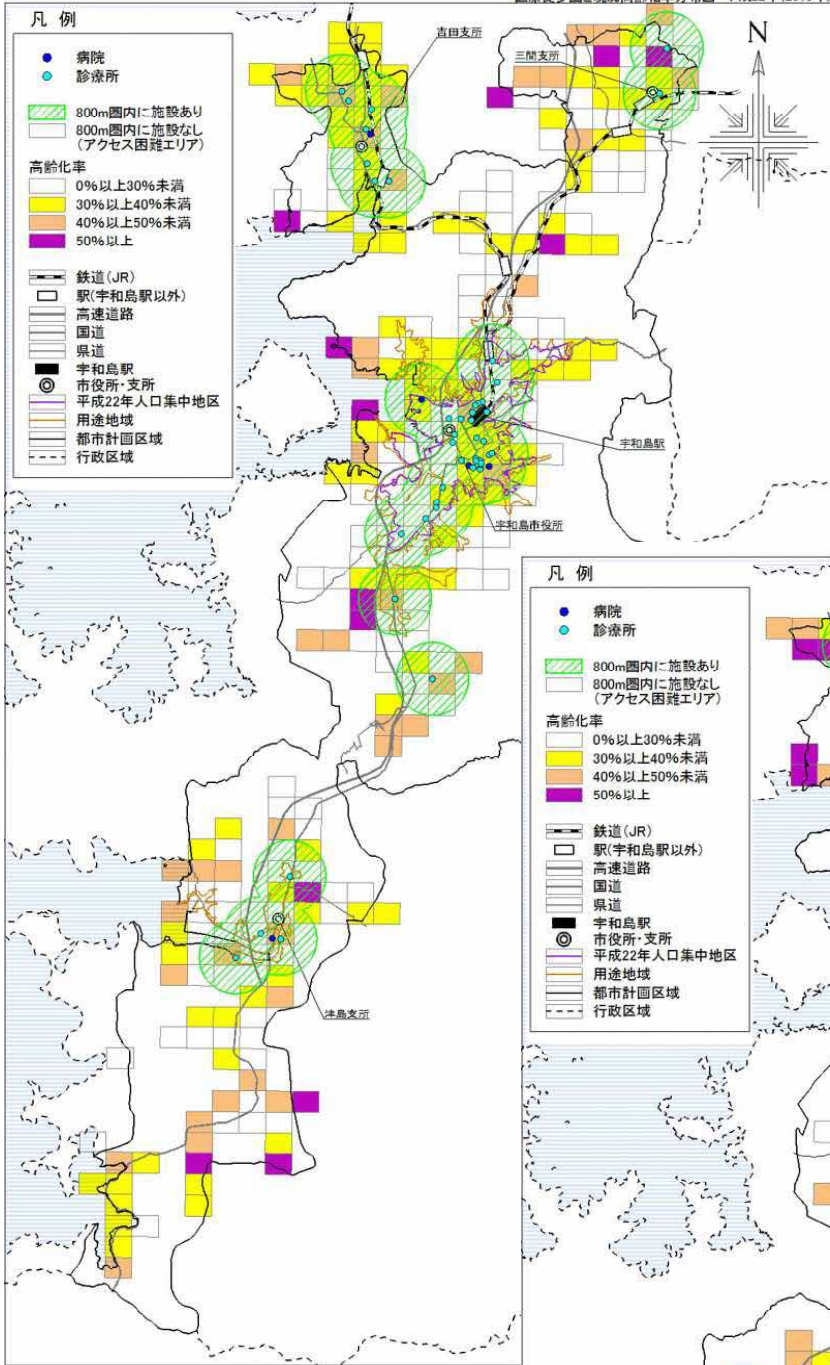 凡 例
病院
診療所
800m圏内に施設あり
800m圏内に施設なし
(アクセス困難エリア)
高齢化率
0%以上30%未満
30%以上40%未満
40%以上50%未満
50%以上
鉄道(JR)
駅(宇和島駅以外)
高速道路
国道
県道
宇和島駅
市役所・支所
平成22年人口集中地区
用途地域
都市計画区域
行政区域
吉田支所
三間支所
N
宇和島駅
宇和島市役所
津島支所
凡 例
病院
診療所
800m圏内に施設あり
800m圏内に施設なし
(アクセス困難エリア)
高齢化率
0%以上30%未満
30%以上40%未満
40%以上50%未満
50%以上
鉄道(JR)
駅(宇和島駅以外)
高速道路
国道
県道
宇和島駅
市役所・支所
平成22年人口集中地区
用途地域
都市計画区域
行政区域